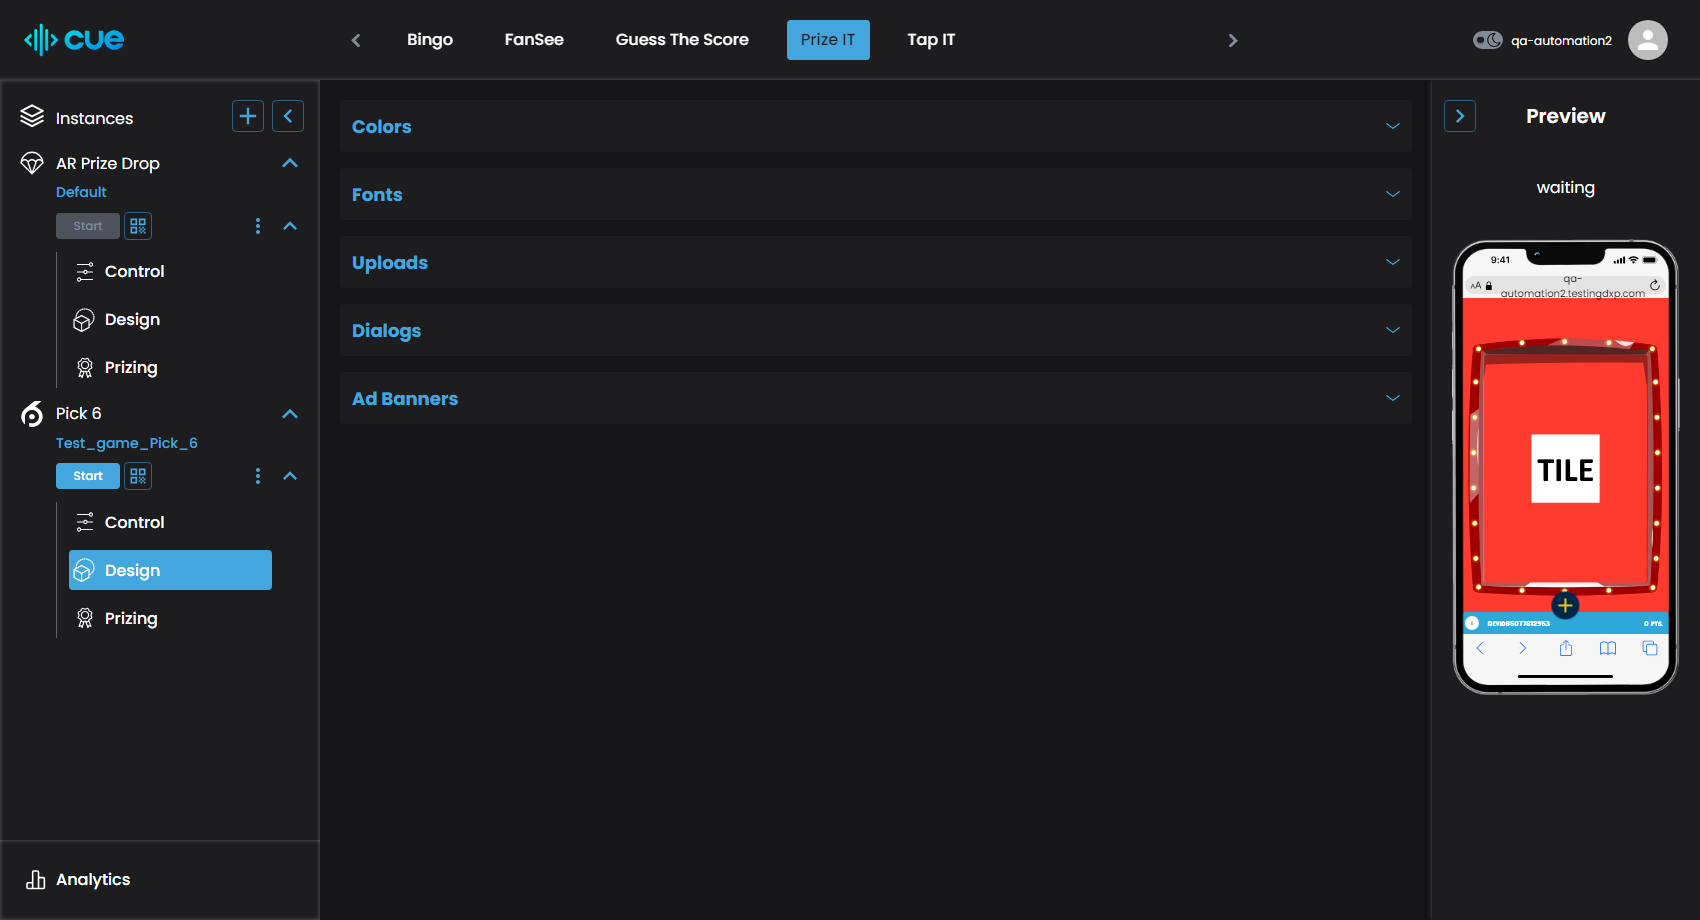 cue
Bingo
FanSee
Guess The Score
Prize IT
Tap IT
qa-automation2
Instances
AR Prize Drop
Default
Start
Control
Design
Prizing
Pick 6
Test_game_Pick_6
Start
Control
Design
Prizing
Analytics
Colors
Fonts
Uploads
Dialogs
Ad Banners
Preview
waiting
9:41
AA
qa-
automation2.testingdxp.com
TILE
DEVID85077812953
0 PTS.